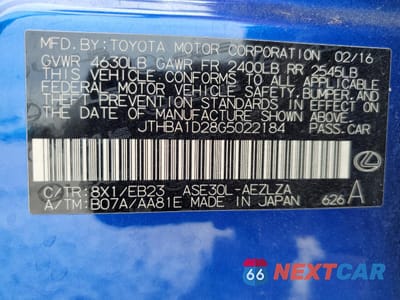 MFD. BY: TOYOTA MOTOR CORPORATION 02/16
GVWR 4630LB GAWR FR 2400LB RR 2545LB
THIS VEHICLE CONFORMS TO ALL APPLICABLE
FEDERAL MOTOR VEHICLE SAFETY, BUMPER, AND
THEFT PREVENTION STANDARDS IN EFFECT ON
THE DATE OF MANUFACTURE SHOWN ABOVE.
JTHBA1D28G5022184 PASS.CAR
C/TR: 8X1/EB23 ASE30L-AEZLZA
A/TM: B07A/AA81E MADE IN JAPAN 626 A
66 NEXTCAR